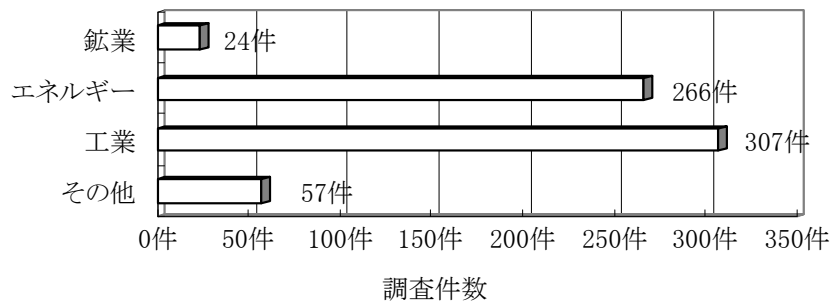 鉱業 24件
エネルギー 266件
工業 307件
その他 57件
0件 50件 100件 150件 200件 250件 300件 350件
調査件数